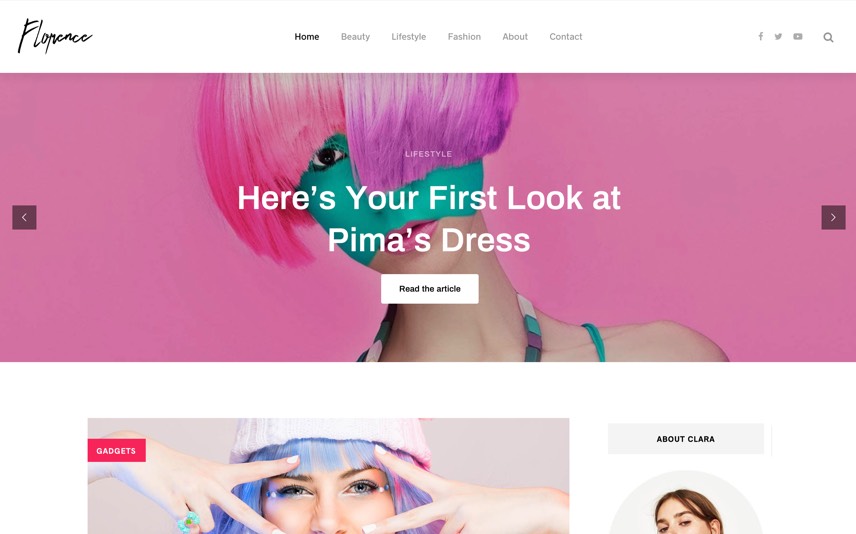 Florence
Home Beauty Lifestyle Fashion About Contact
LIFESTYLE
Here’s Your First Look at
Pima’s Dress
Read the article
GADGETS
ABOUT CLARA